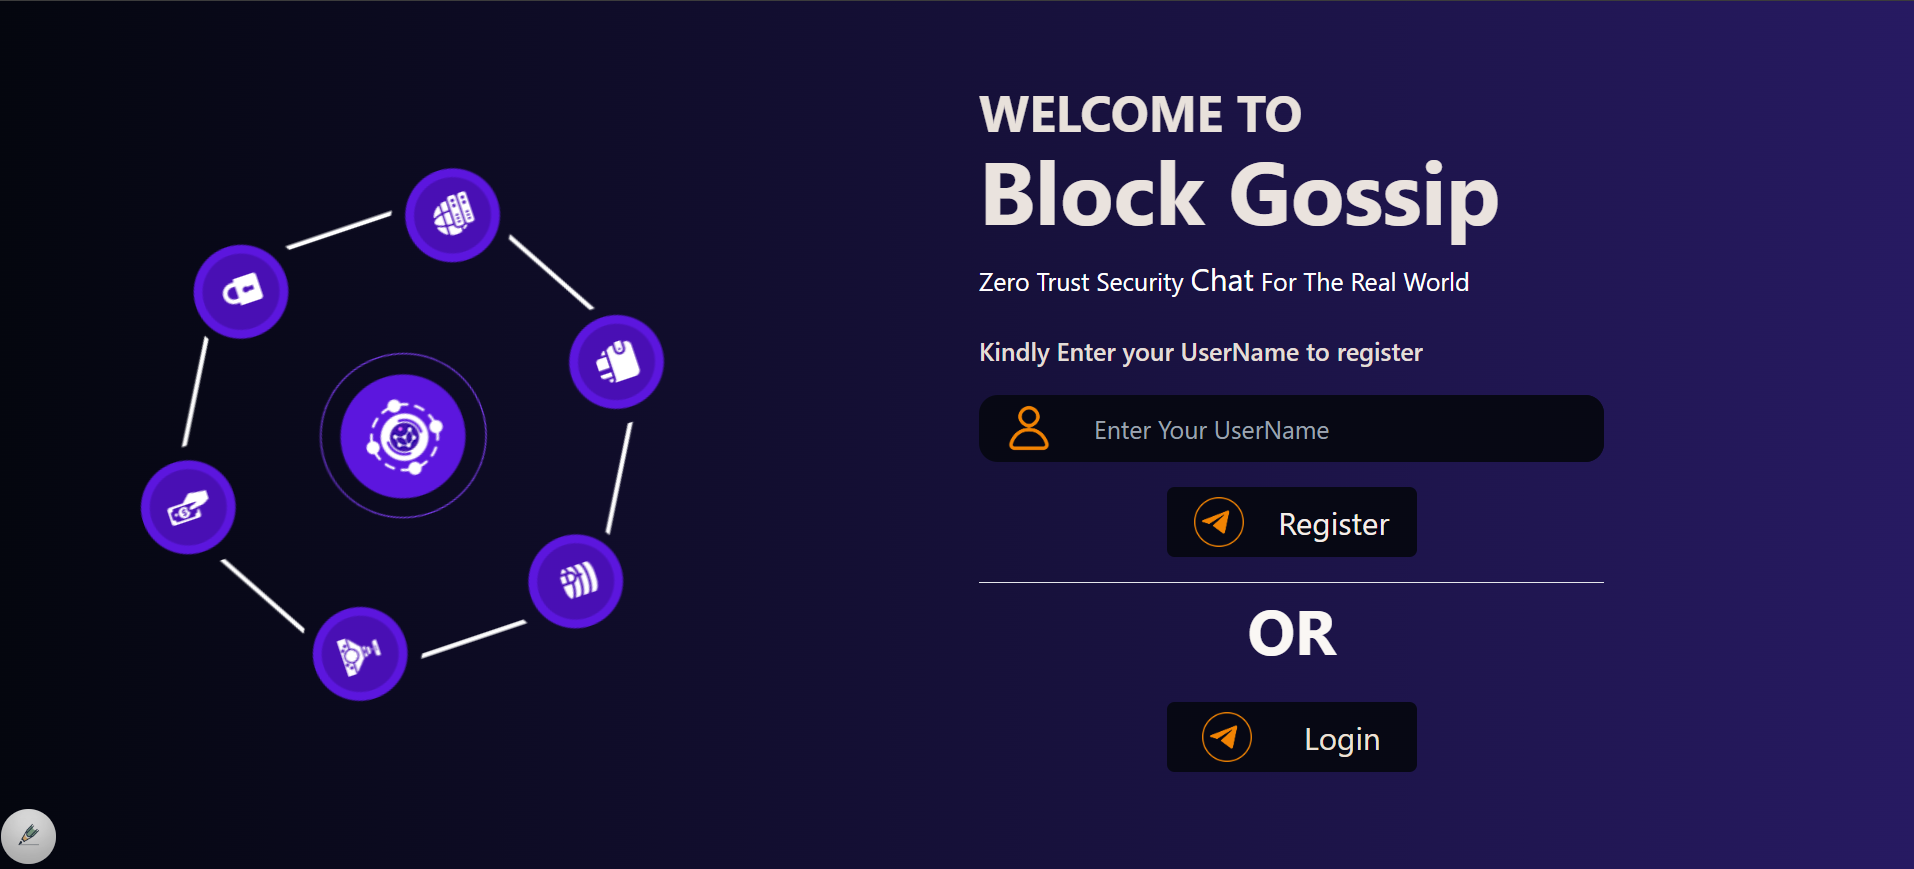 WELCOME TO
Block Gossip
Zero Trust Security Chat For The Real World
Kindly Enter your UserName to register
Enter Your UserName
Register
OR
Login